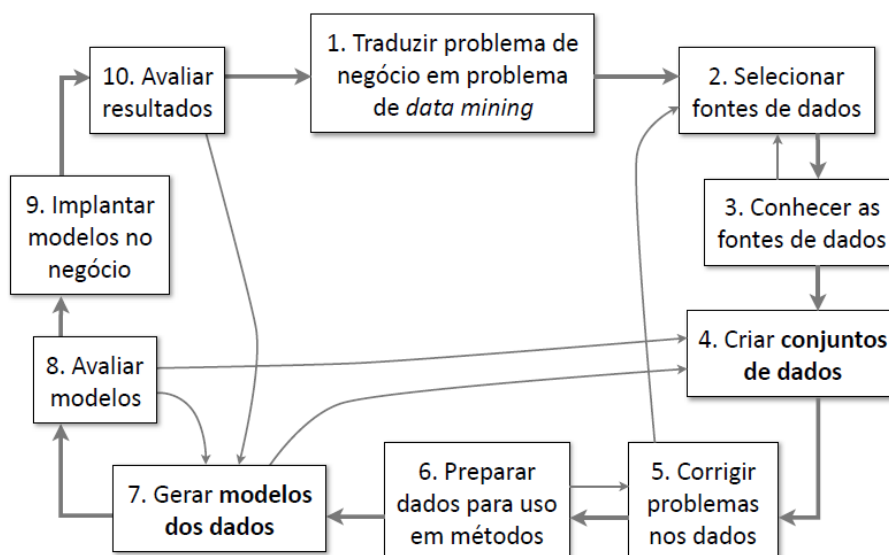 1. Traduzir problema de
negócio em problema
de data mining
2. Selecionar
fontes de dados
3. Conhecer as
fontes de dados
4. Criar conjuntos
de dados
5. Corrigir
problemas
nos dados
6. Preparar
dados para uso
em métodos
7. Gerar modelos
dos dados
8. Avaliar
modelos
9. Implantar
modelos no
negócio
10. Avaliar
resultados